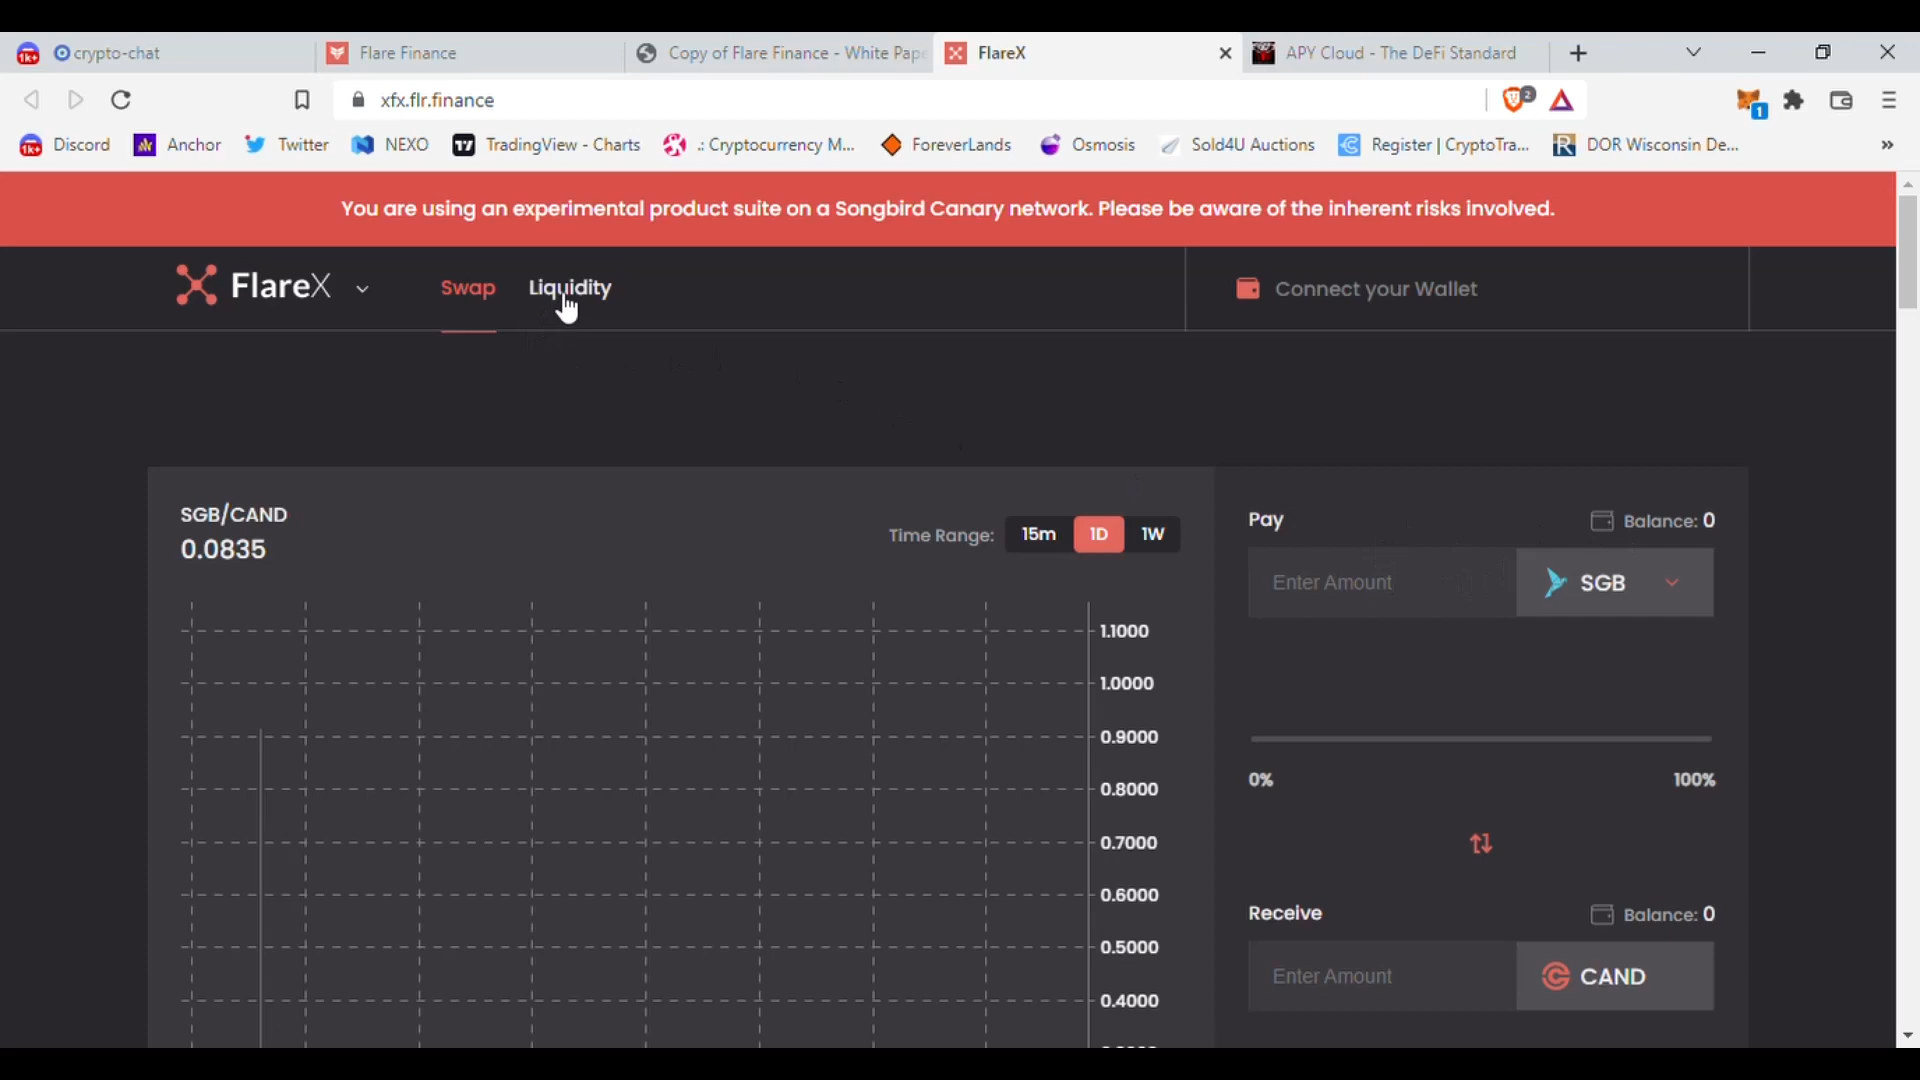 1k+ crypto-chat
Flare Finance
Copy of Flare Finance - White Pape
FlareX
APY Cloud - The DeFi Standard
xfx.flr.finance
2
1
1k+ Discord
Anchor
Twitter
NEXO
TradingView - Charts
.: Cryptocurrency M...
ForeverLands
Osmosis
Sold4U Auctions
Register | CryptoTra...
DOR Wisconsin De...
»
You are using an experimental product suite on a Songbird Canary network. Please be aware of the inherent risks involved.
FlareX
Swap
Liquidity
Connect your Wallet
SGB/CAND
0.0835
Time Range: 15m 1D 1W
1.1000
1.0000
0.9000
0.8000
0.7000
0.6000
0.5000
0.4000
Pay
Balance: 0
Enter Amount
SGB
0%
100%
Receive
Balance: 0
Enter Amount
CAND